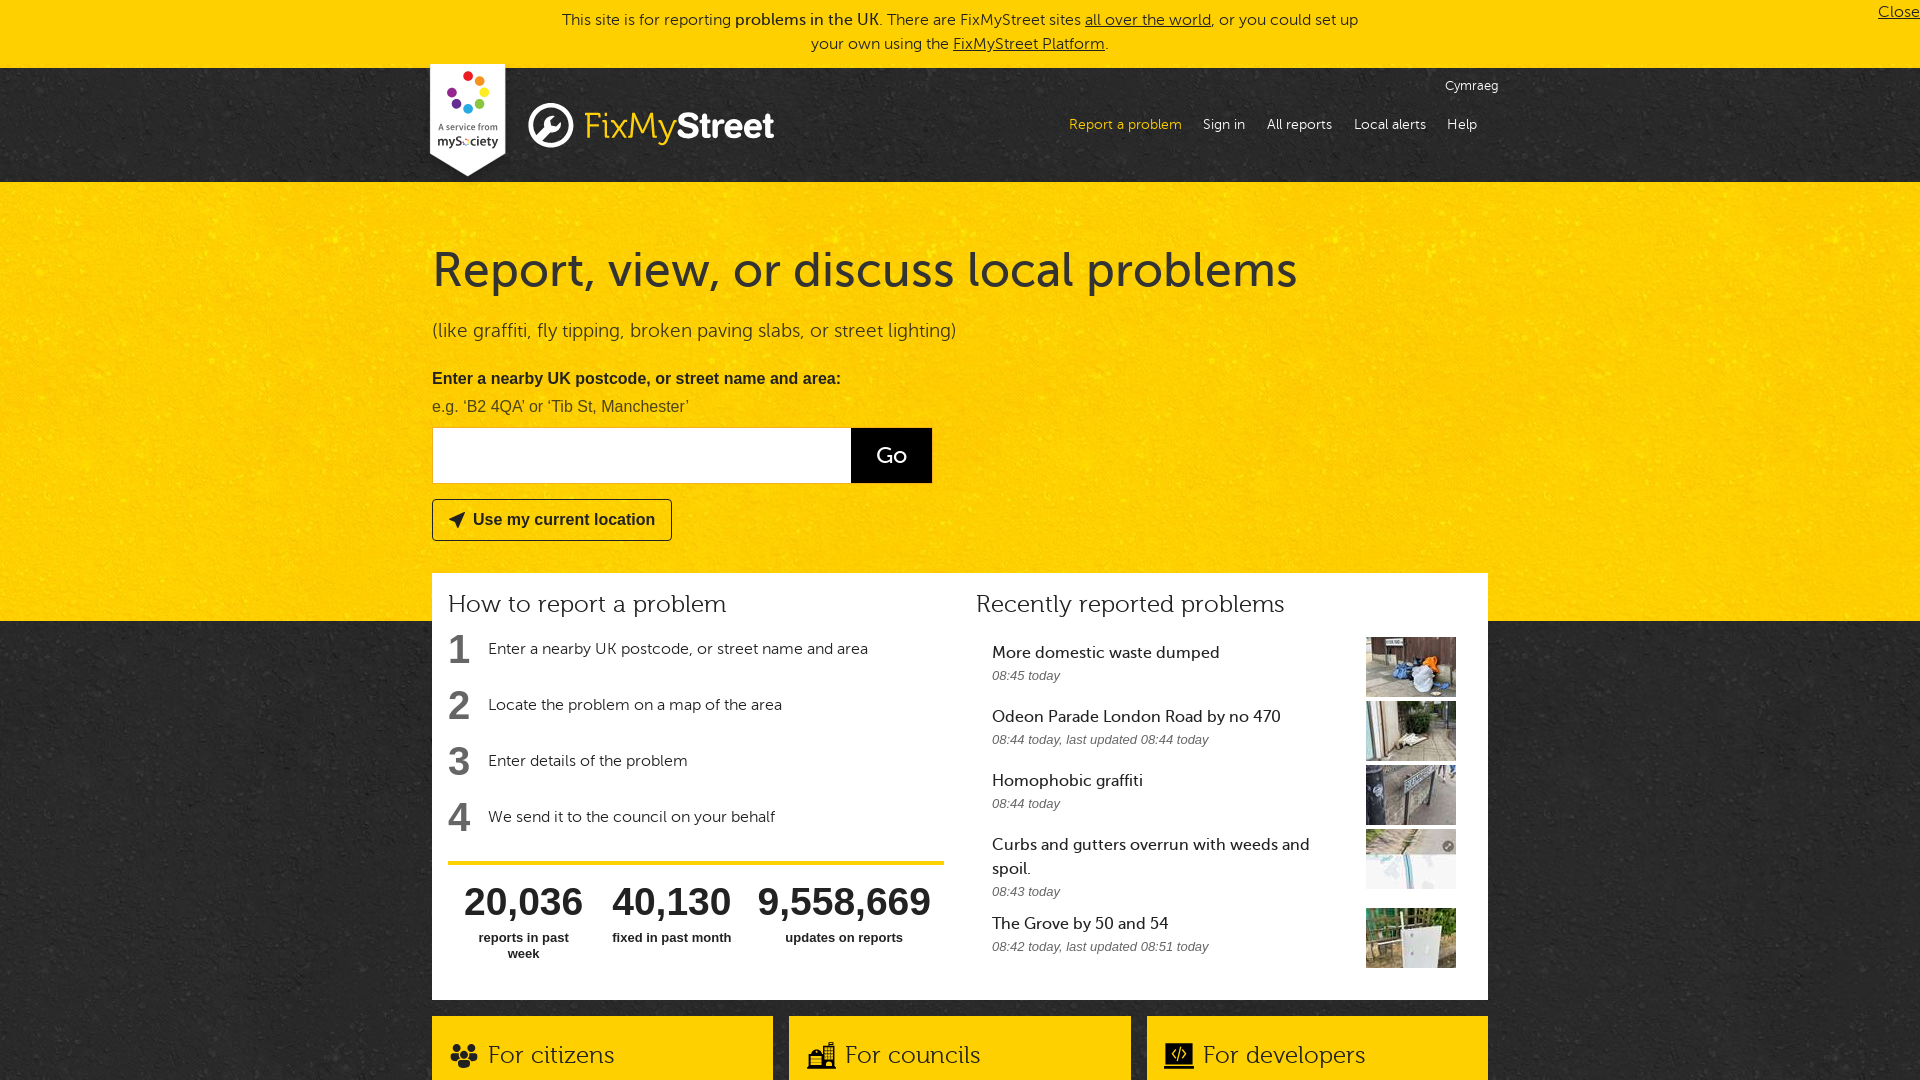 This site is for reporting problems in the UK. There are FixMyStreet sites all over the world, or you could set up
your own using the FixMyStreet Platform.
Close
A service from
mySociety
FixMyStreet
Cymraeg
Report a problem
Sign in
All reports
Local alerts
Help
Report, view, or discuss local problems
(like graffiti, fly tipping, broken paving slabs, or street lighting)
Enter a nearby UK postcode, or street name and area:
e.g. ‘B2 4QA’ or ‘Tib St, Manchester’
Go
Use my current location
How to report a problem
1 Enter a nearby UK postcode, or street name and area
2 Locate the problem on a map of the area
3 Enter details of the problem
4 We send it to the council on your behalf
20,036
reports in past
week
40,130
fixed in past month
9,558,669
updates on reports
Recently reported problems
More domestic waste dumped
08:45 today
Odeon Parade London Road by no 470
08:44 today, last updated 08:44 today
Homophobic graffiti
08:44 today
Curbs and gutters overrun with weeds and
spoil.
08:43 today
The Grove by 50 and 54
08:42 today, last updated 08:51 today
For citizens
For councils
For developers